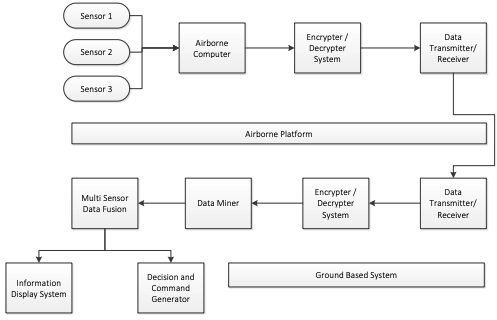 Sensor 1
Sensor 2
Sensor 3
Airborne
Computer
Encrypter /
Decrypter
System
Data
Transmitter/
Receiver
Airborne Platform
Multi Sensor
Data Fusion
Data Miner
Encrypter /
Decrypter
System
Data
Transmitter/
Receiver
Information
Display System
Decision and
Command
Generator
Ground Based System